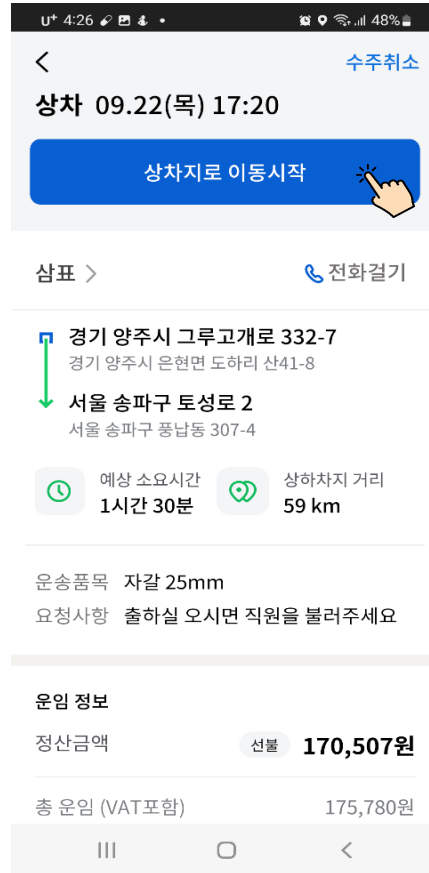 U+ 4:26 48%
수주취소
상차 09.22(목) 17:20
상차지로 이동시작
삼표 전화걸기
경기 양주시 그루고개로 332-7
경기 양주시 은현면 도하리 산41-8
서울 송파구 토성로 2
서울 송파구 풍납동 307-4
예상 소요시간 상하차지 거리
1시간 30분 59 km
운송품목 자갈 25mm
요청사항 출하실 오시면 직원을 불러주세요
운임 정보
정산금액 선불 170,507원
총 운임 (VAT포함) 175,780원